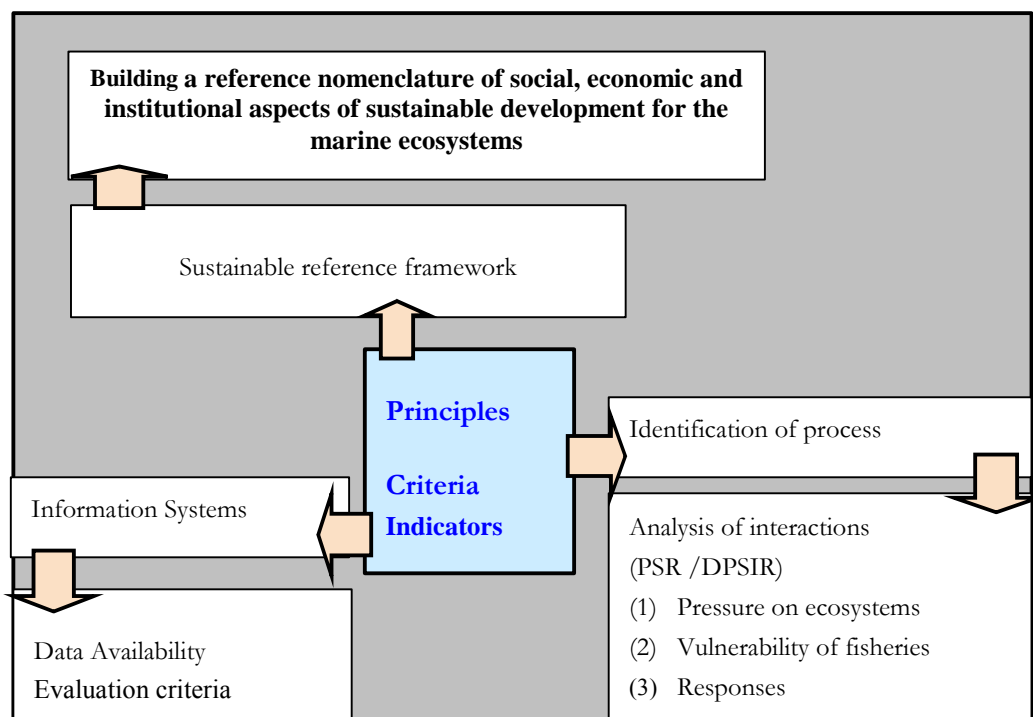 Building a reference nomenclature of social, economic and
institutional aspects of sustainable development for the
marine ecosystems
Sustainable reference framework
Principles
Criteria
Indicators
Identification of process
Information Systems
Analysis of interactions
(PSR /DPSIR)
(1) Pressure on ecosystems
(2) Vulnerability of fisheries
(3) Responses
Data Availability
Evaluation criteria